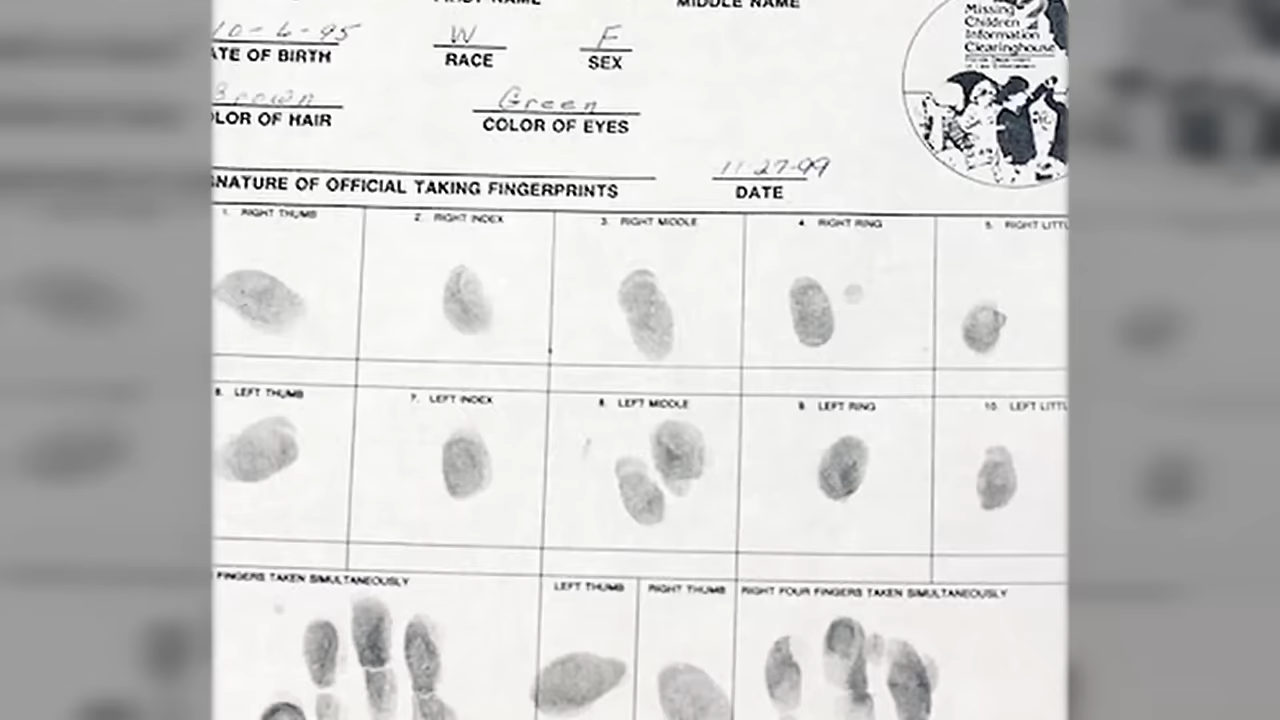 FIRST NAME
MIDDLE NAME
Missing
Children
Information
Clearinghouse
10-6-95
W
F
ATE OF BIRTH
RACE
SEX
Brown
Green
LOR OF HAIR
COLOR OF EYES
11-27-99
NATURE OF OFFICIAL TAKING FINGERPRINTS
DATE
1. RIGHT THUMB
2. RIGHT INDEX
3. RIGHT MIDDLE
4. RIGHT RING
5. RIGHT LITTL
6. LEFT THUMB
7. LEFT INDEX
8. LEFT MIDDLE
9. LEFT RING
10. LEFT LITTL
FINGERS TAKEN SIMULTANEOUSLY
LEFT THUMB
RIGHT THUMB
RIGHT FOUR FINGERS TAKEN SIMULTANEOUSLY